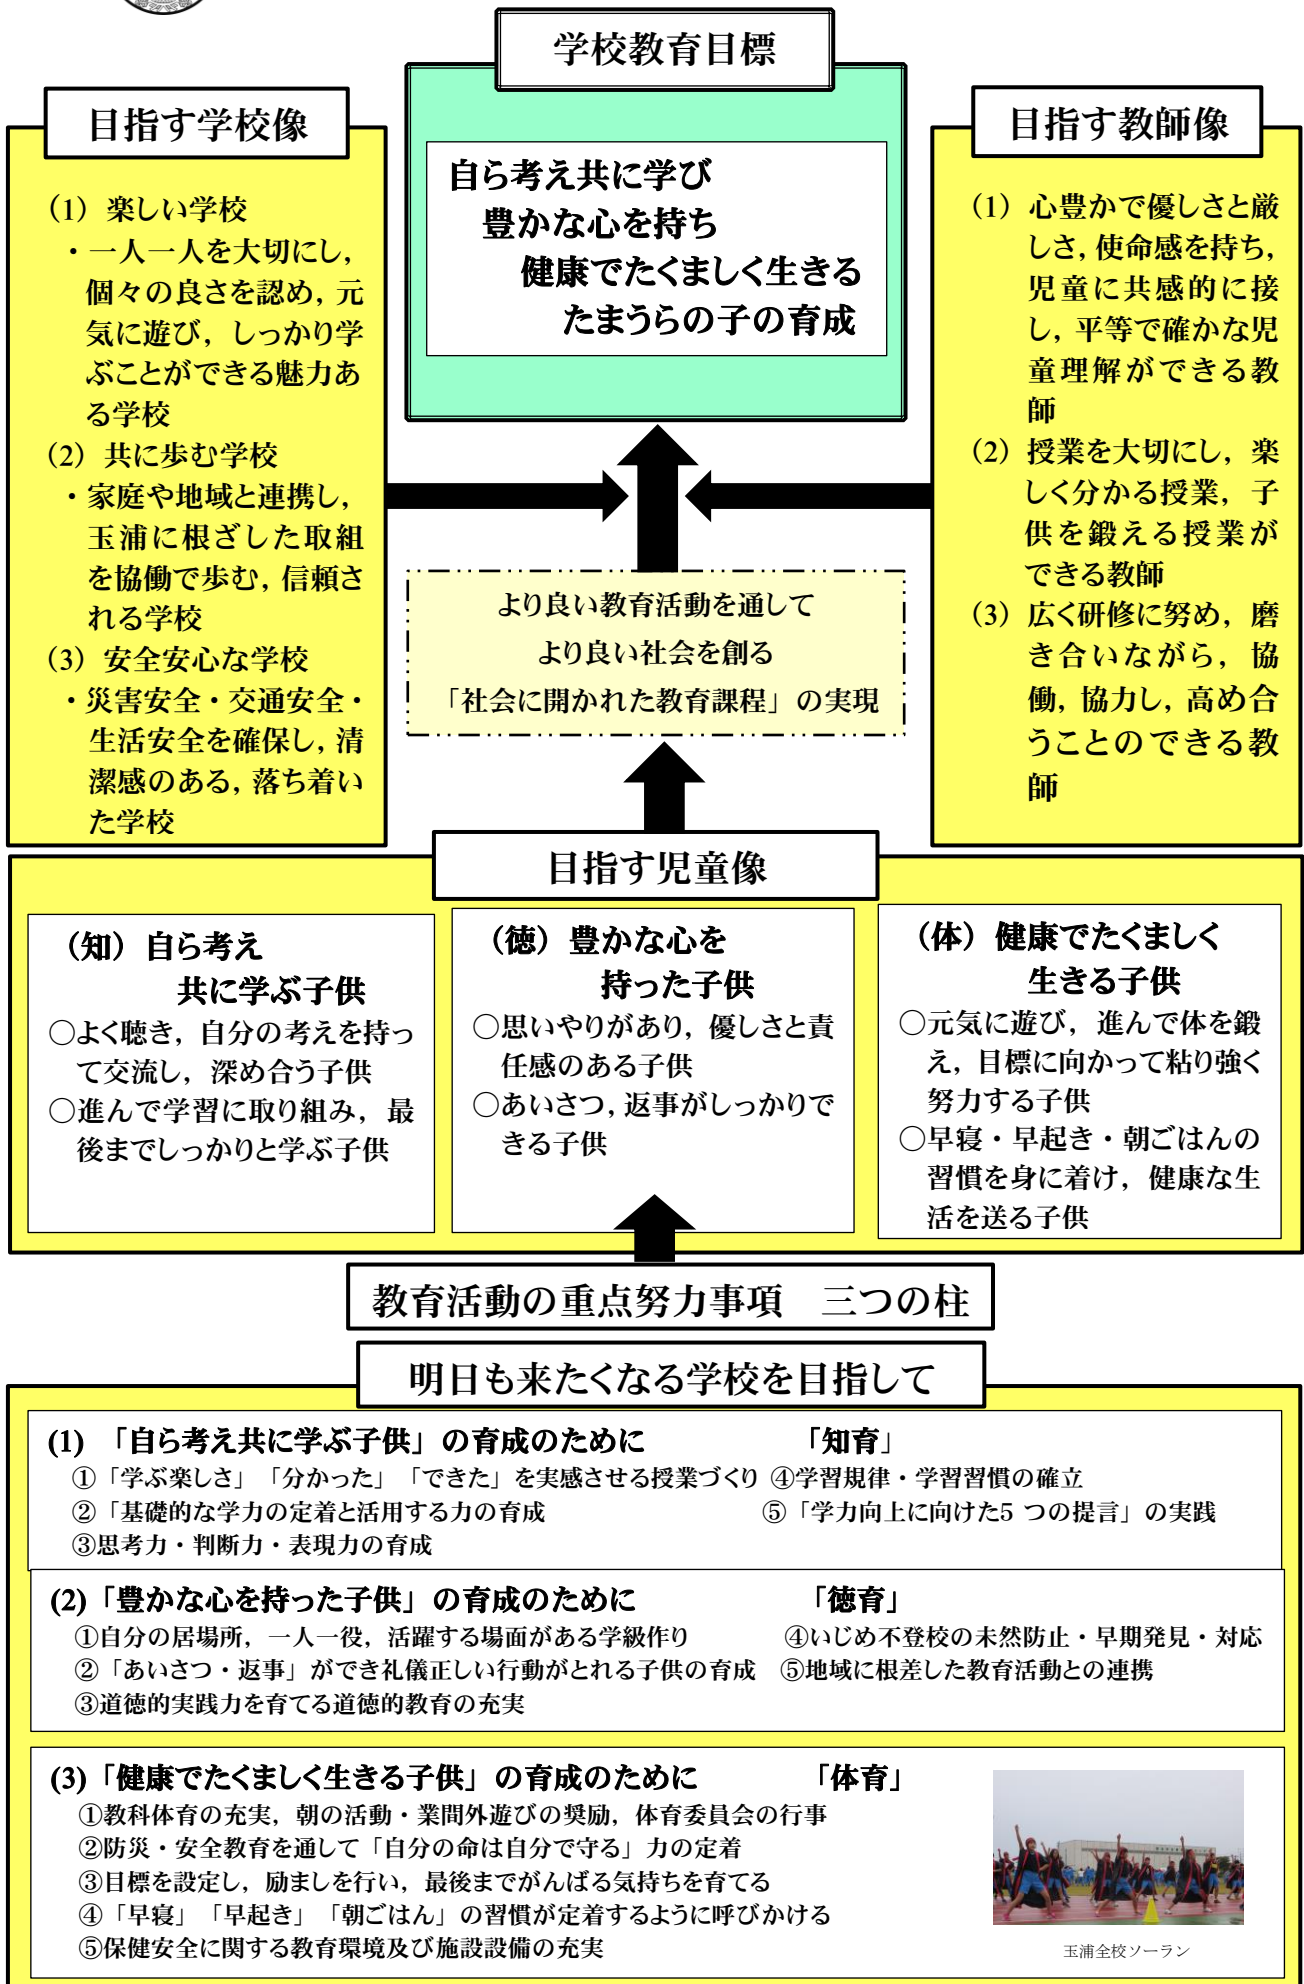 学校教育目標
自ら考え共に学び
豊かな心を持ち
健康でたくましく生きる
たまうらの子の育成
目指す学校像
(1) 楽しい学校
・一人一人を大切にし,
個々の良さを認め, 元
気に遊び, しっかり学
ぶことができる魅力あ
る学校
(2) 共に歩む学校
・家庭や地域と連携し,
玉浦に根ざした取組
を協働で歩む, 信頼さ
れる学校
(3) 安全安心な学校
・災害安全・交通安全・
生活安全を確保し, 清
潔感のある, 落ち着い
た学校
目指す教師像
(1) 心豊かで優しさと厳
しさ, 使命感を持ち,
児童に共感的に接
し, 平等で確かな児
童理解ができる教
師
(2) 授業を大切にし, 楽
しく分かる授業, 子
供を鍛える授業が
できる教師
(3) 広く研修に努め, 磨
き合いながら, 協
働, 協力し, 高め合
うことのできる教
師
より良い教育活動を通して
より良い社会を創る
「社会に開かれた教育課程」の実現
目指す児童像
(知) 自ら考え
共に学ぶ子供
○よく聴き, 自分の考えを持っ
て交流し, 深め合う子供
○進んで学習に取り組み, 最
後までしっかりと学ぶ子供
(徳) 豊かな心を
持った子供
○思いやりがあり, 優しさと責
任感のある子供
○あいさつ, 返事がしっかりで
きる子供
(体) 健康でたくましく
生きる子供
○元気に遊び, 進んで体を鍛
え, 目標に向かって粘り強く
努力する子供
○早寝・早起き・朝ごはんの
習慣を身に着け, 健康な生
活を送る子供
教育活動の重点努力事項 三つの柱
明日も来たくなる学校を目指して
(1) 「自ら考え共に学ぶ子供」の育成のために 「知育」
①「学ぶ楽しさ」「分かった」「できた」を実感させる授業づくり ④学習規律・学習習慣の確立
②「基礎的な学力の定着と活用する力の育成 ⑤「学力向上に向けた5 つの提言」の実践
③思考力・判断力・表現力の育成
(2)「豊かな心を持った子供」の育成のために 「徳育」
①自分の居場所, 一人一役, 活躍する場面がある学級作り ④いじめ不登校の未然防止・早期発見・対応
②「あいさつ・返事」ができ礼儀正しい行動がとれる子供の育成 ⑤地域に根差した教育活動との連携
③道徳的実践力を育てる道徳的教育の充実
(3)「健康でたくましく生きる子供」の育成のために 「体育」
①教科体育の充実, 朝の活動・業間外遊びの奨励, 体育委員会の行事
②防災・安全教育を通して「自分の命は自分で守る」力の定着
③目標を設定し, 励ましを行い, 最後までがんばる気持ちを育てる
④「早寝」「早起き」「朝ごはん」の習慣が定着するように呼びかける
⑤保健安全に関する教育環境及び施設設備の充実
玉浦全校ソーラン